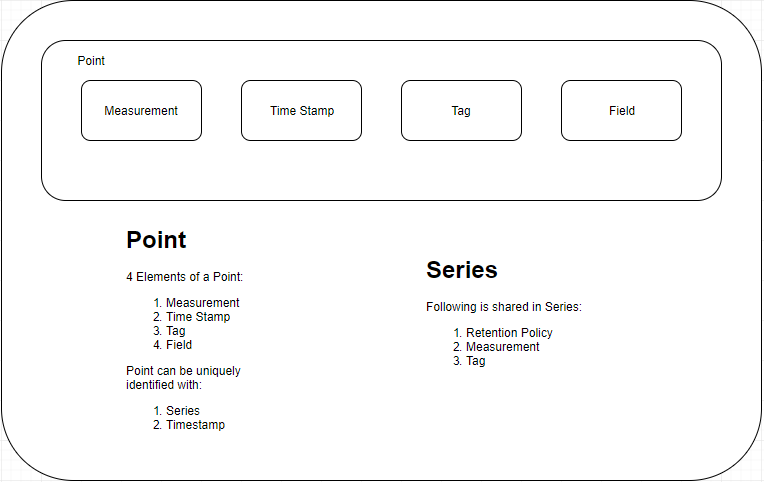 Point
Measurement
Time Stamp
Tag
Field
Point
4 Elements of a Point:
1. Measurement
2. Time Stamp
3. Tag
4. Field
Point can be uniquely
identified with:
1. Series
2. Timestamp
Series
Following is shared in Series:
1. Retention Policy
2. Measurement
3. Tag